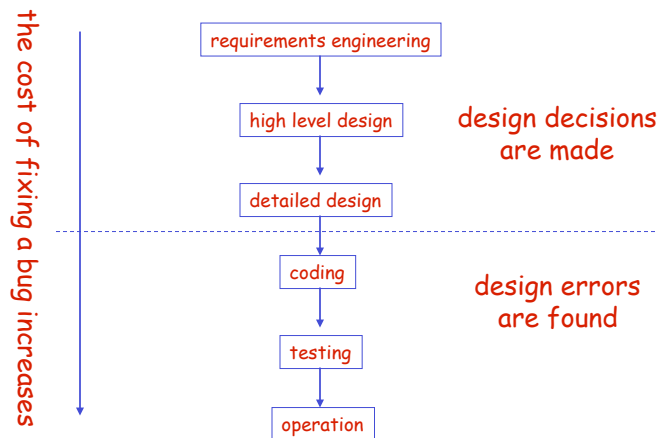 the cost of fixing a bug increases
requirements engineering
high level design
design decisions
are made
detailed design
coding
design errors
are found
testing
operation